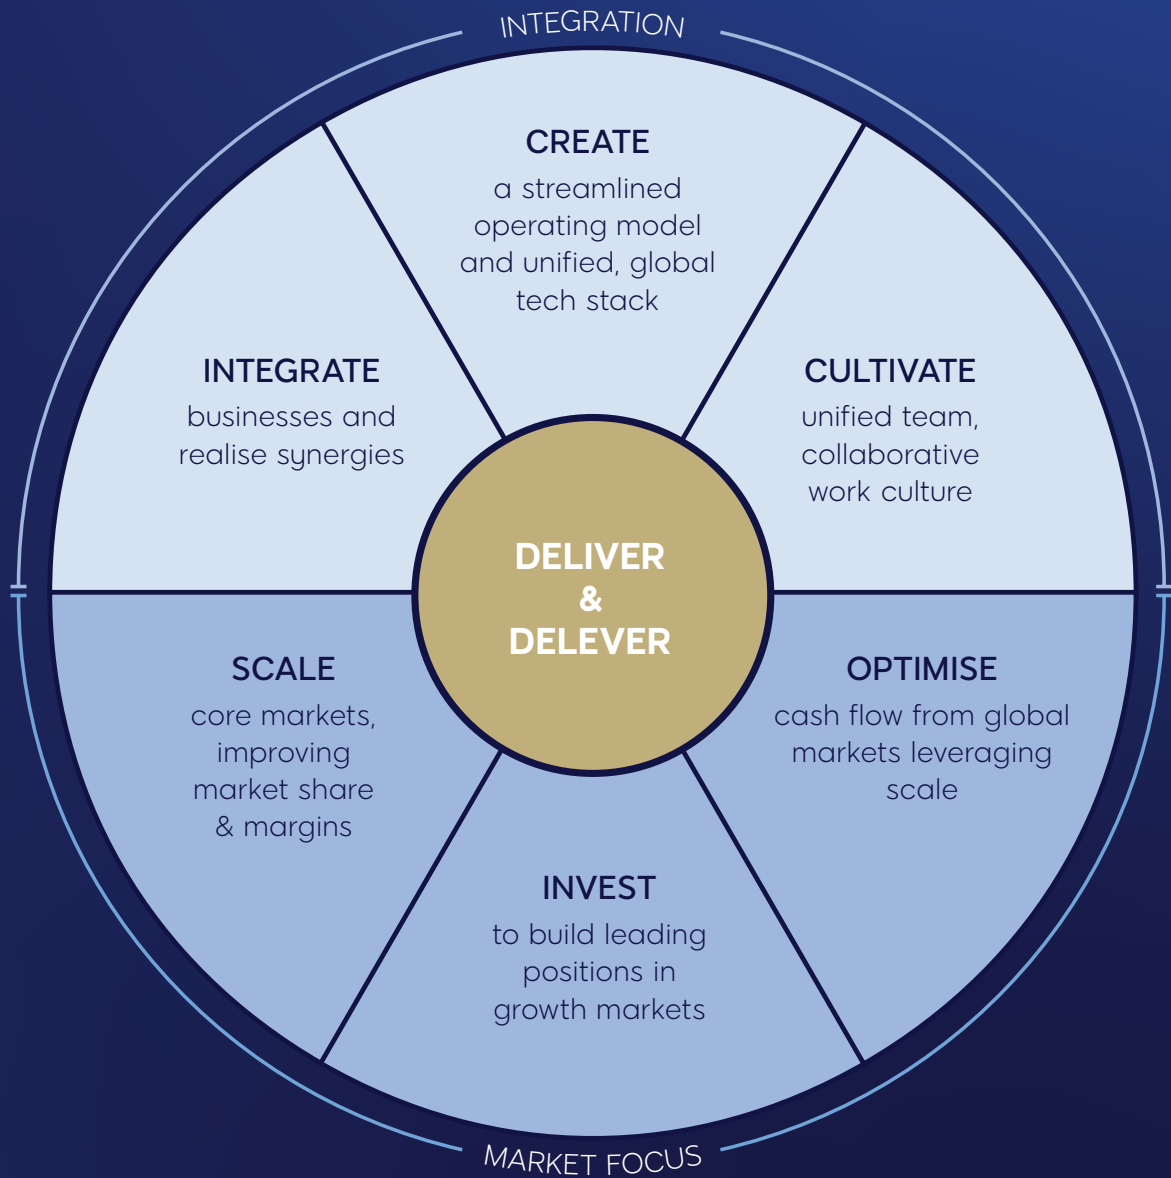 INTEGRATION
CREATE
a streamlined
operating model
and unified, global
tech stack
INTEGRATE
businesses and
realise synergies
CULTIVATE
unified team,
collaborative
work culture
DELIVER
&
DELEVER
SCALE
core markets,
improving
market share
& margins
OPTIMISE
cash flow from global
markets leveraging
scale
INVEST
to build leading
positions in
growth markets
MARKET FOCUS